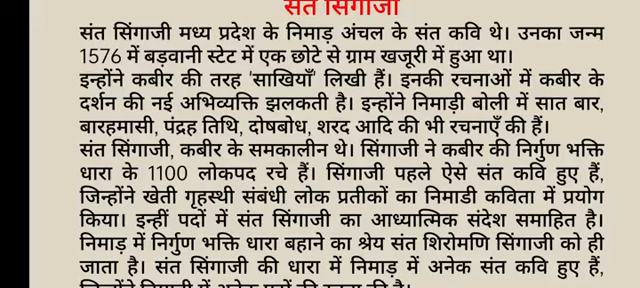 संत सिंगाजी
संत सिंगाजी मध्य प्रदेश के निमाड़ अंचल के संत कवि थे। उनका जन्म
1576 में बड़वानी स्टेट में एक छोटे से ग्राम खजूरी में हुआ था।
इन्होंने कबीर की तरह 'साखियाँ' लिखी हैं। इनकी रचनाओं में कबीर के
दर्शन की नई अभिव्यक्ति झलकती है। इन्होंने निमाड़ी बोली में सात बार,
बारहमासी, पंद्रह तिथि, दोषबोध, शरद आदि की भी रचनाएँ की हैं।
संत सिंगाजी, कबीर के समकालीन थे। सिंगाजी ने कबीर की निर्गुण भक्ति
धारा के 1100 लोकपद रचे हैं। सिंगाजी पहले ऐसे संत कवि हुए हैं,
जिन्होंने खेती गृहस्थी संबंधी लोक प्रतीकों का निमाडी कविता में प्रयोग
किया। इन्हीं पदों में संत सिंगाजी का आध्यात्मिक संदेश समाहित है।
निमाड़ में निर्गुण भक्ति धारा बहाने का श्रेय संत शिरोमणि सिंगाजी को ही
जाता है। संत सिंगाजी की धारा में निमाड़ में अनेक संत कवि हुए हैं,